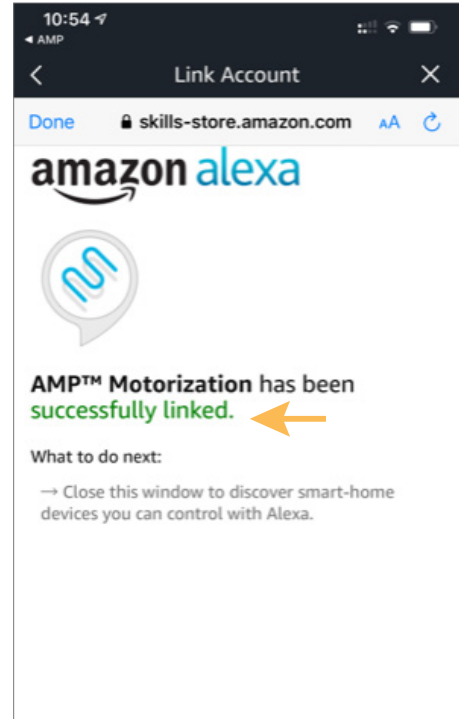 10:54
AMP
Link Account
Done skills-store.amazon.com AA
amazon alexa
AMP™ Motorization has been
successfully linked.
What to do next:
→ Close this window to discover smart-home
devices you can control with Alexa.